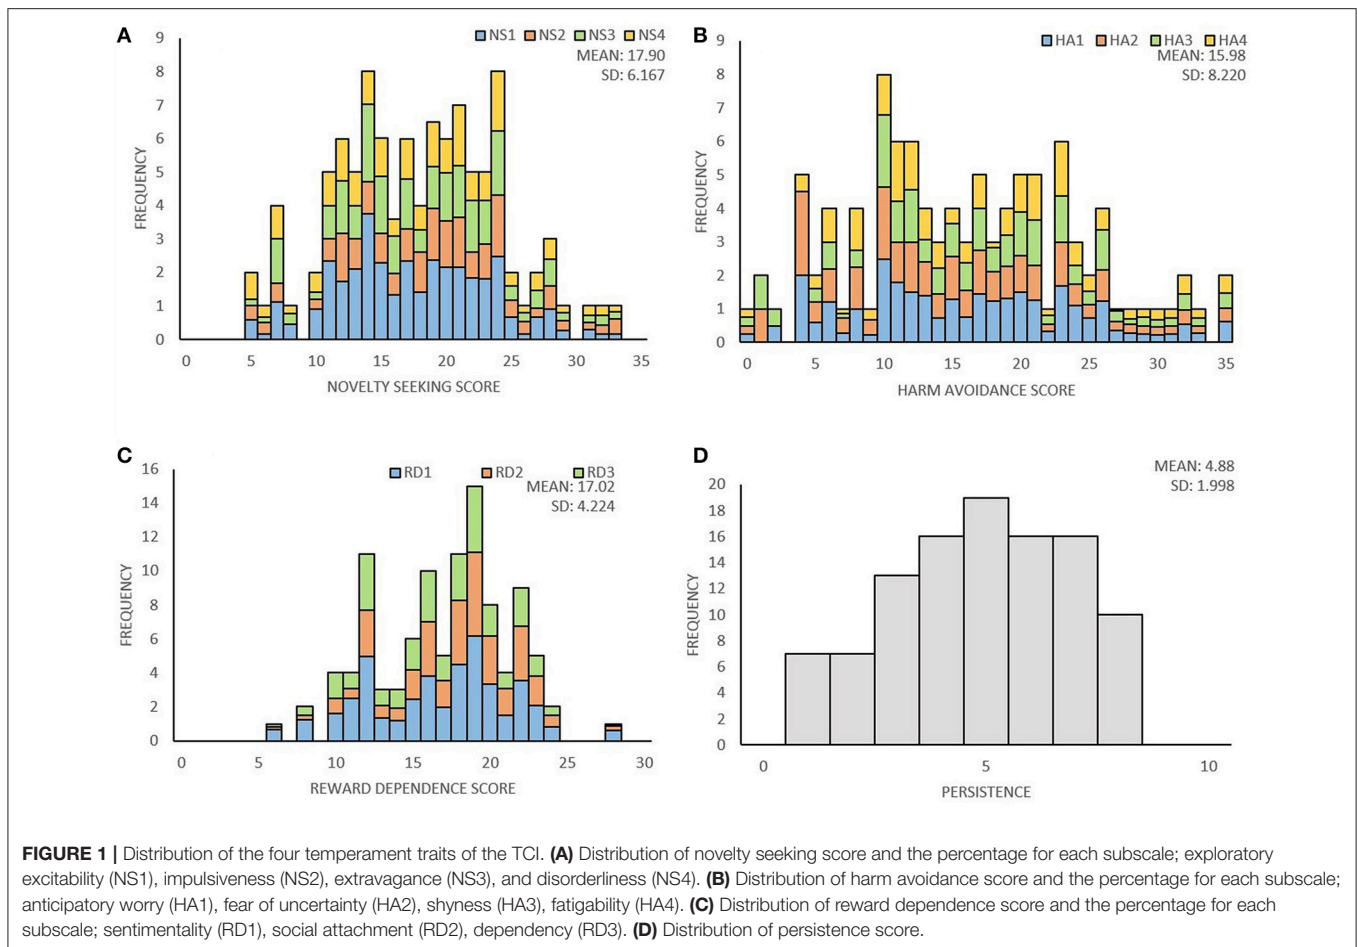 A
NS1 NS2 NS3 NS4
MEAN: 17.90
SD: 6.167
9
8
7
6
5
4
3
2
1
0
FREQUENCY
0 5 10 15 20 25 30 35
NOVELTY SEEKING SCORE
B
HA1 HA2 HA3 HA4
MEAN: 15.98
SD: 8.220
9
8
7
6
5
4
3
2
1
0
FREQUENCY
0 5 10 15 20 25 30 35
HARM AVOIDANCE SCORE
C
RD1 RD2 RD3
MEAN: 17.02
SD: 4.224
16
14
12
10
8
6
4
2
0
FREQUENCY
0 5 10 15 20 25 30
REWARD DEPENDENCE SCORE
D
MEAN: 4.88
SD: 1.998
20
18
16
14
12
10
8
6
4
2
0
FREQUENCY
0 5 10
PERSISTENCE
FIGURE 1 | Distribution of the four temperament traits of the TCI. (A) Distribution of novelty seeking score and the percentage for each subscale; exploratory
excitability (NS1), impulsiveness (NS2), extravagance (NS3), and disorderliness (NS4). (B) Distribution of harm avoidance score and the percentage for each subscale;
anticipatory worry (HA1), fear of uncertainty (HA2), shyness (HA3), fatigability (HA4). (C) Distribution of reward dependence score and the percentage for each
subscale; sentimentality (RD1), social attachment (RD2), dependency (RD3). (D) Distribution of persistence score.